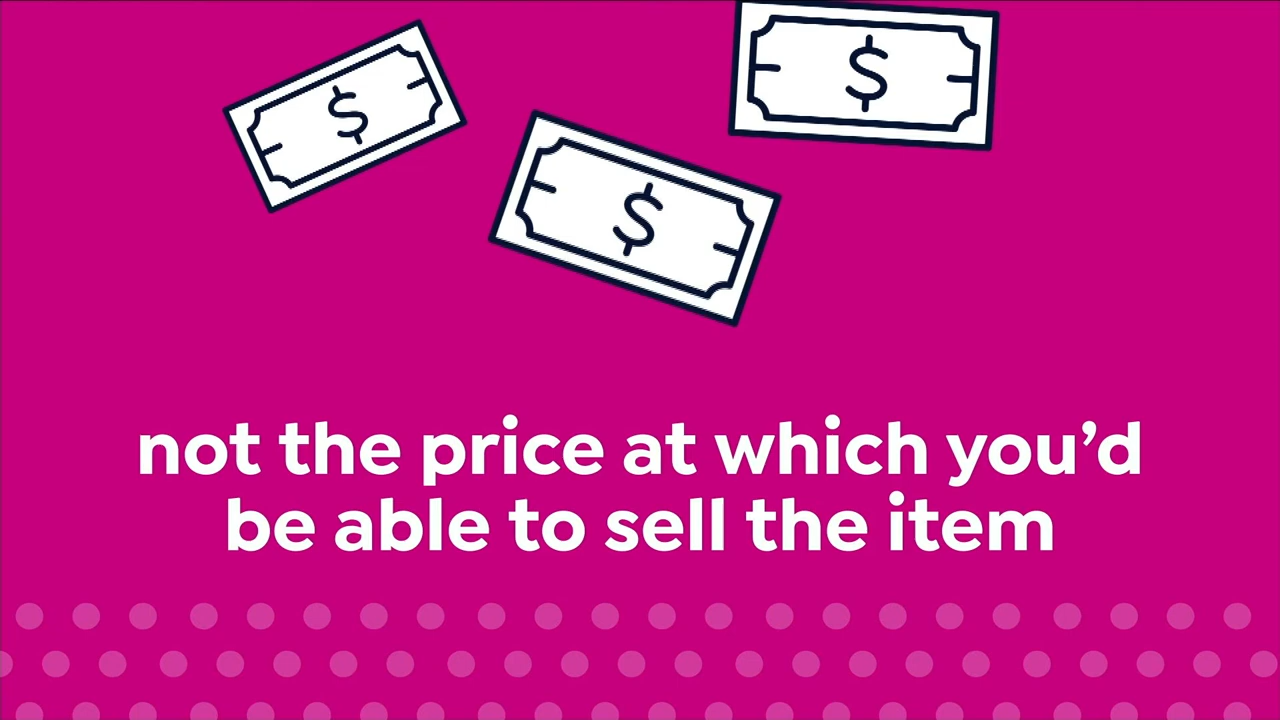 $
$
$
not the price at which you’d
be able to sell the item